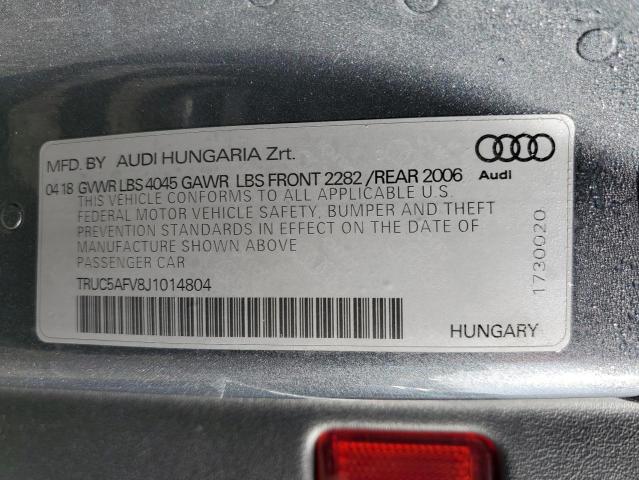 MFD. BY AUDI HUNGARIA Zrt.
Audi
04 18 GVWR LBS 4045 GAWR LBS FRONT 2282 /REAR 2006
THIS VEHICLE CONFORMS TO ALL APPLICABLE U.S.
FEDERAL MOTOR VEHICLE SAFETY, BUMPER AND THEFT
PREVENTION STANDARDS IN EFFECT ON THE DATE OF
MANUFACTURE SHOWN ABOVE
PASSENGER CAR
TRUC5AFV8J1014804
HUNGARY
1730020